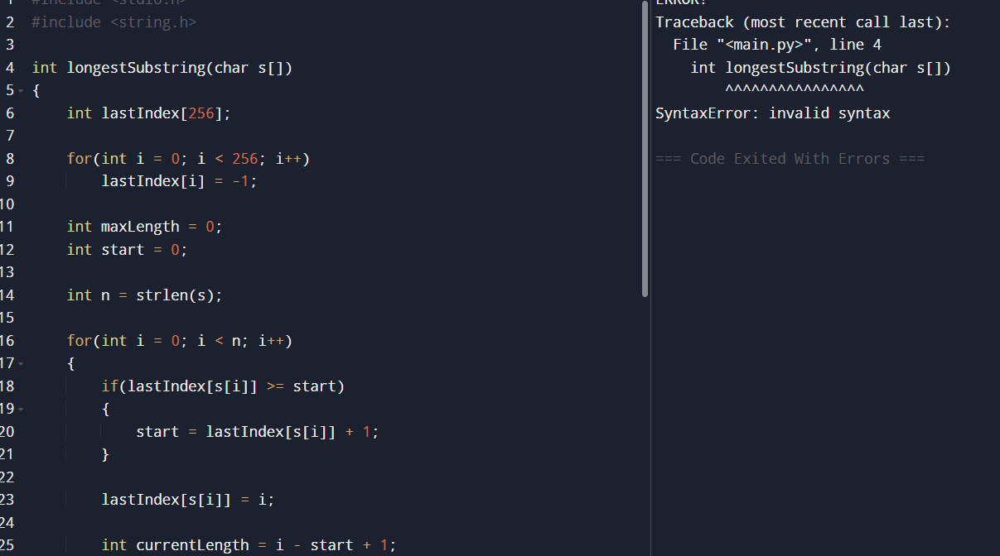 1 #include <stdio.h>
2 #include <string.h>
3
4 int longestSubstring(char s[])
5 {
6     int lastIndex[256];
7
8     for(int i = 0; i < 256; i++)
9         lastIndex[i] = -1;
10
11     int maxLength = 0;
12     int start = 0;
13
14     int n = strlen(s);
15
16     for(int i = 0; i < n; i++)
17     {
18         if(lastIndex[s[i]] >= start)
19         {
20             start = lastIndex[s[i]] + 1;
21         }
22
23         lastIndex[s[i]] = i;
24
25         int currentLength = i - start + 1;
ERROR!
Traceback (most recent call last):
  File "<main.py>", line 4
    int longestSubstring(char s[])
        ^^^^^^^^^^^^^^^^
SyntaxError: invalid syntax

=== Code Exited With Errors ===